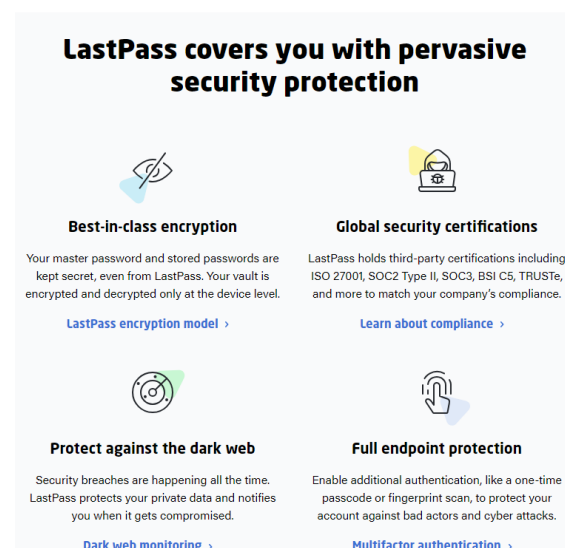 LastPass covers you with pervasive
security protection
Best-in-class encryption
Your master password and stored passwords are
kept secret, even from LastPass. Your vault is
encrypted and decrypted only at the device level.
LastPass encryption model ›
Global security certifications
LastPass holds third-party certifications including
ISO 27001, SOC2 Type II, SOC3, BSI C5, TRUSTe,
and more to match your company’s compliance.
Learn about compliance ›
Protect against the dark web
Security breaches are happening all the time.
LastPass protects your private data and notifies
you when it gets compromised.
Dark web monitoring ›
Full endpoint protection
Enable additional authentication, like a one-time
passcode or fingerprint scan, to protect your
account against bad actors and cyber attacks.
Multifactor authentication ›